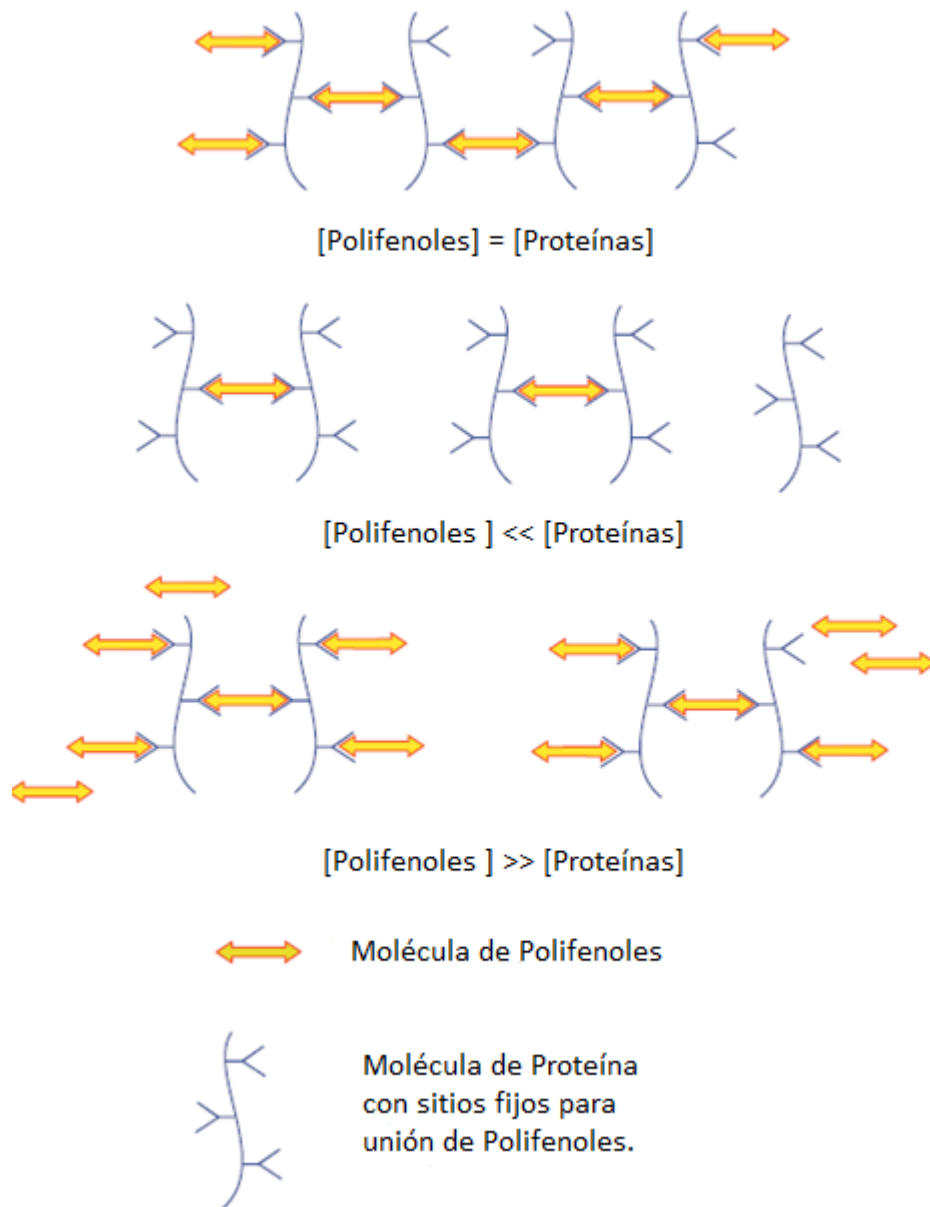 [Polifenoles] = [Proteínas]
[Polifenoles ] << [Proteínas]
[Polifenoles ] >> [Proteínas]
Molécula de Polifenoles
Molécula de Proteína
con sitios fijos para
unión de Polifenoles.